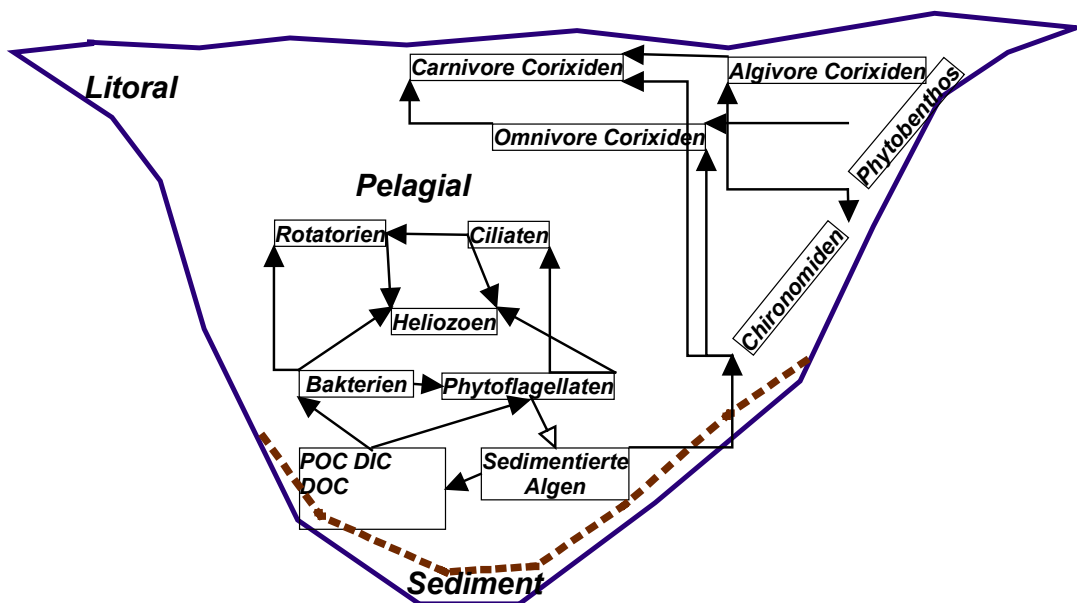 Litoral
Carnivore Corixiden
Algivore Corixiden
Phytobenthos
Omnivore Corixiden
Pelagial
Rotatorien
Ciliaten
Chironomiden
Heliozoen
Bakterien
Phytoflagellaten
POC DIC
DOC
Sedimentierte
Algen
Sediment